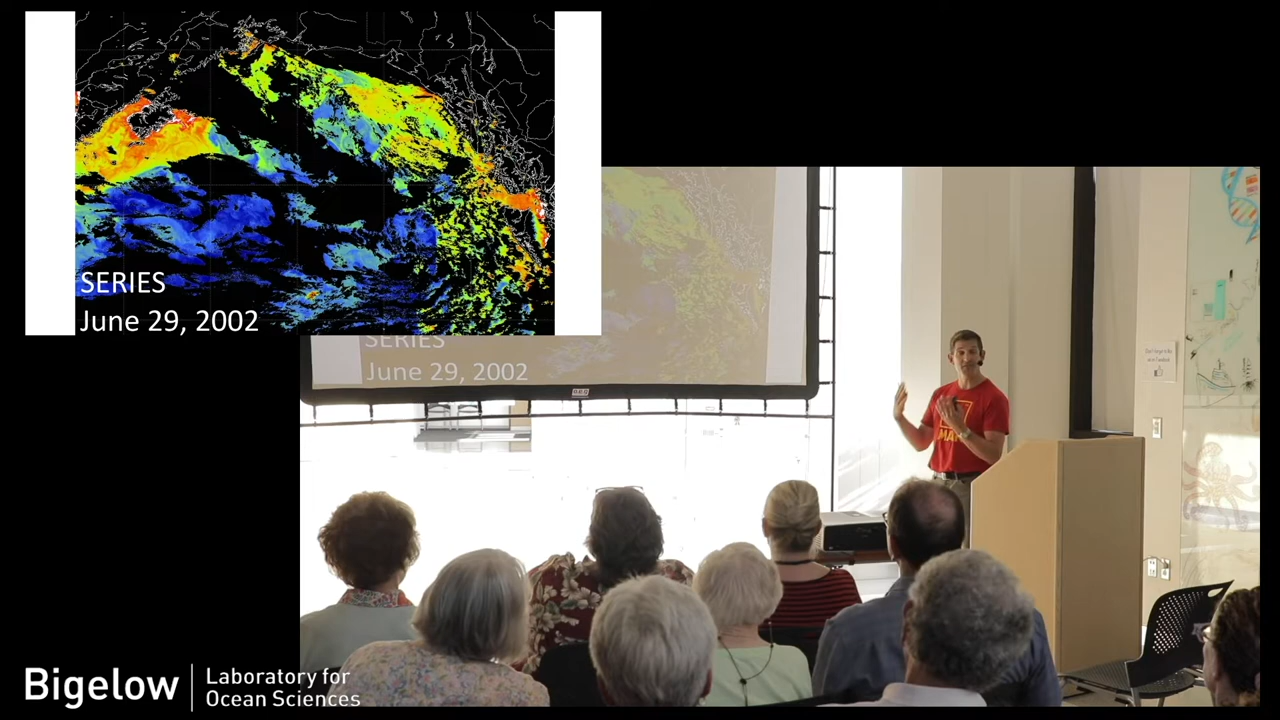 SERIES
June 29, 2002
SERIES
June 29, 2002
Bigelow
Laboratory for
Ocean Sciences